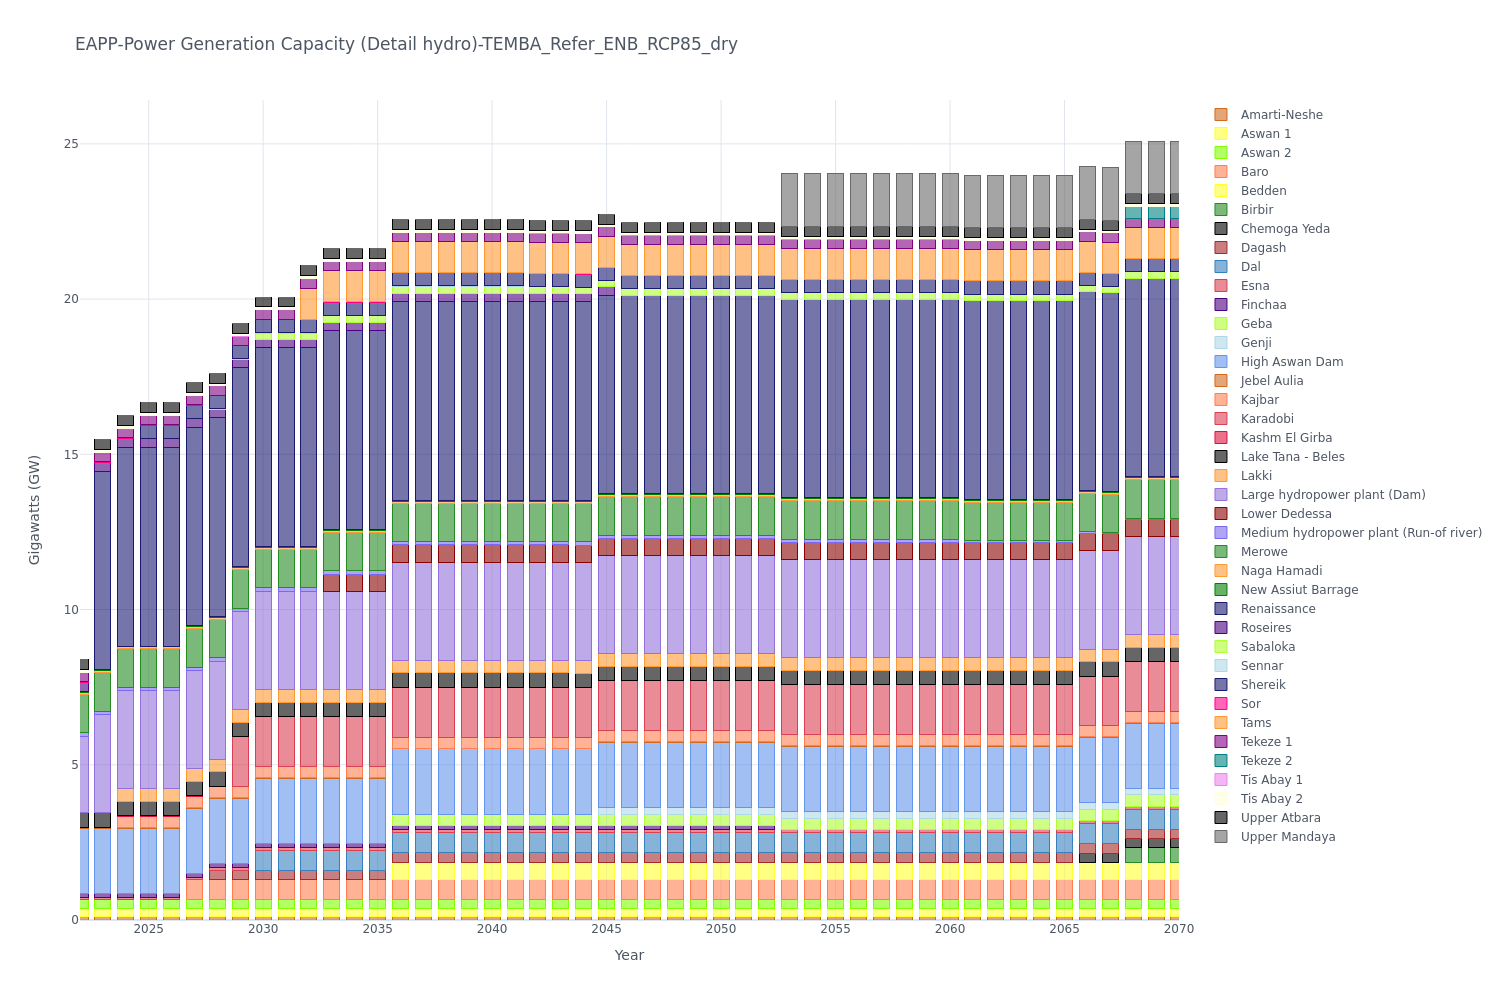 EAPP-Power Generation Capacity (Detail hydro)-TEMBA_Refer_ENB_RCP85_dry
25
20
15
10
5
0
Gigawatts (GW)
2025
2030
2035
2040
2045
2050
2055
2060
2065
2070
Year
Amarti-Neshe
Aswan 1
Aswan 2
Baro
Bedden
Birbir
Chemoga Yeda
Dagash
Dal
Esna
Finchaa
Geba
Genji
High Aswan Dam
Jebel Aulia
Kajbar
Karadobi
Kashm El Girba
Lake Tana - Beles
Lakki
Large hydropower plant (Dam)
Lower Dedessa
Medium hydropower plant (Run-of river)
Merowe
Naga Hamadi
New Assiut Barrage
Renaissance
Roseires
Sabaloka
Sennar
Shereik
Sor
Tams
Tekeze 1
Tekeze 2
Tis Abay 1
Tis Abay 2
Upper Atbara
Upper Mandaya